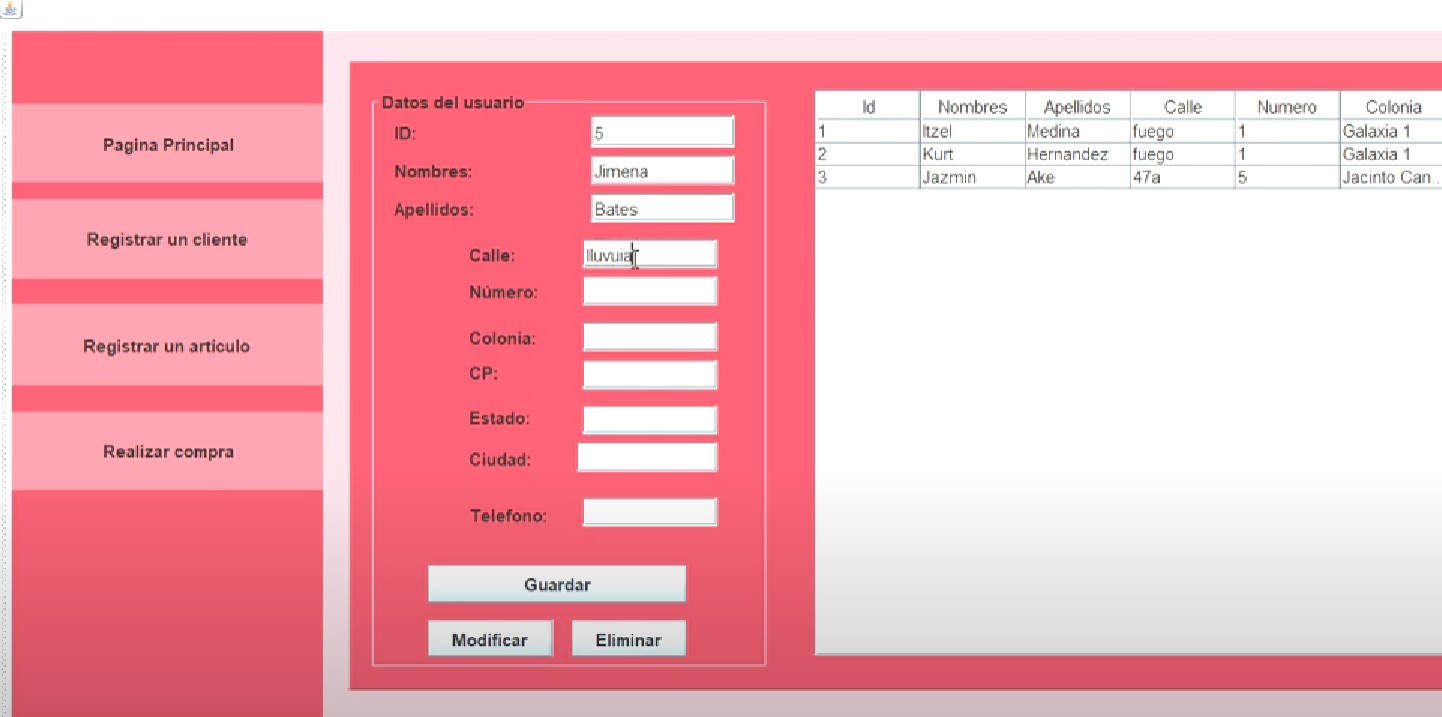 Pagina Principal
Registrar un cliente
Registrar un articulo
Realizar compra
Datos del usuario
ID: 5
Nombres: Jimena
Apellidos: Bates
Calle: lluvuia
Número:
Colonia:
CP:
Estado:
Ciudad:
Telefono:
Guardar
Modificar Eliminar
Id Nombres Apellidos Calle Numero Colonia
1 Itzel Medina fuego 1 Galaxia 1
2 Kurt Hernandez fuego 1 Galaxia 1
3 Jazmin Ake 47a 5 Jacinto Can...